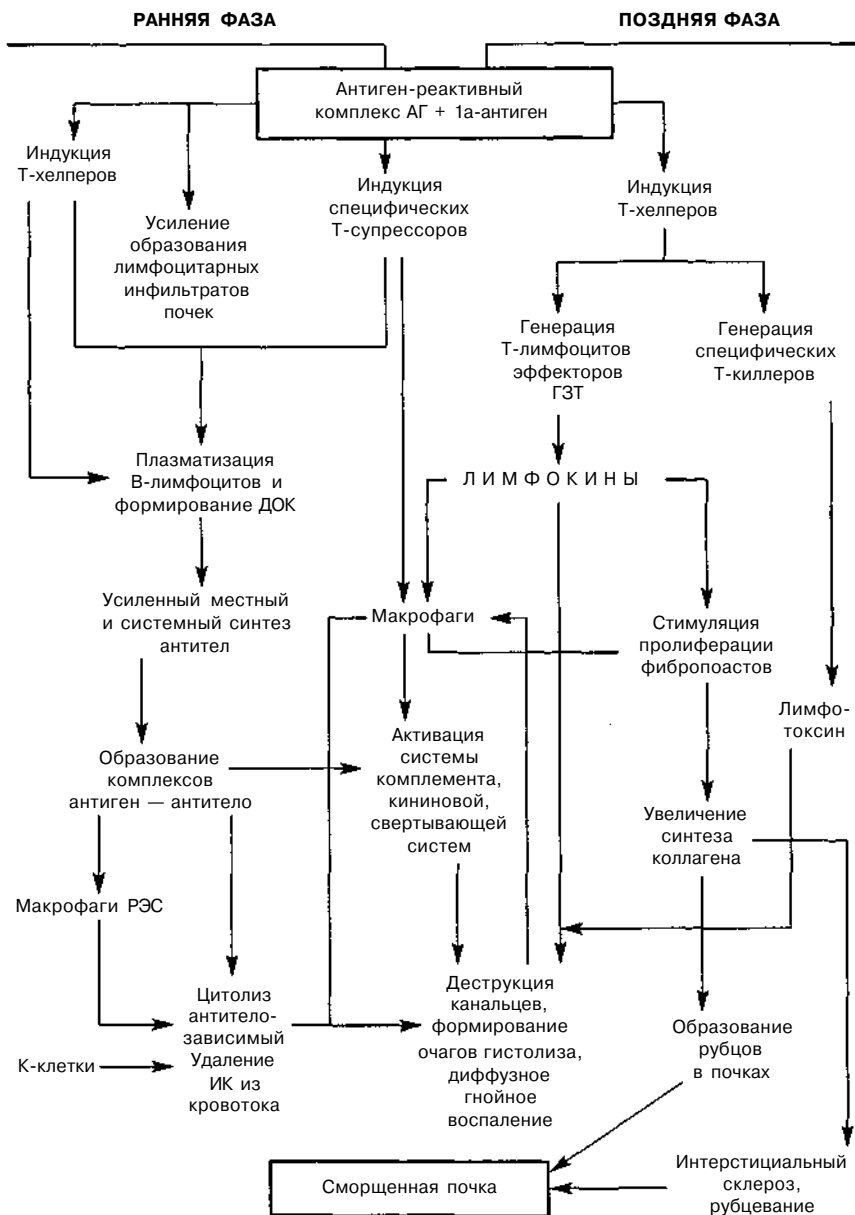 РАННЯЯ ФАЗА
ПОЗДНЯЯ ФАЗА
Антиген-реактивный
комплекс АГ + 1а-антиген
Индукция
Т-хелперов
Усиление
образования
лимфоцитарных
инфильтратов
почек
Индукция
специфических
Т-супрессоров
Индукция
Т-хелперов
Генерация
Т-лимфоцитов
эффекторов
ГЗТ
Генерация
специфических
Т-киллеров
Плазматизация
В-лимфоцитов и
формирование ДОК
ЛИМФОКИНЫ
Усиленный местный
и системный синтез
антител
Макрофаги
Стимуляция
пролиферации
фибропоастов
Лимфо-
токсин
Образование
комплексов
антиген — антитело
Активация
системы
комплемента,
кининовой,
свертывающей
систем
Увеличение
синтеза
коллагена
Макрофаги РЭС
Цитолиз
антитело-
зависимый
Удаление
ИК из
кровотока
К-клетки
Деструкция
канальцев,
формирование
очагов гистолиза,
диффузное
гнойное
воспаление
Образование
рубцов
в почках
Сморщенная почка
Интерстициальный
склероз,
рубцевание